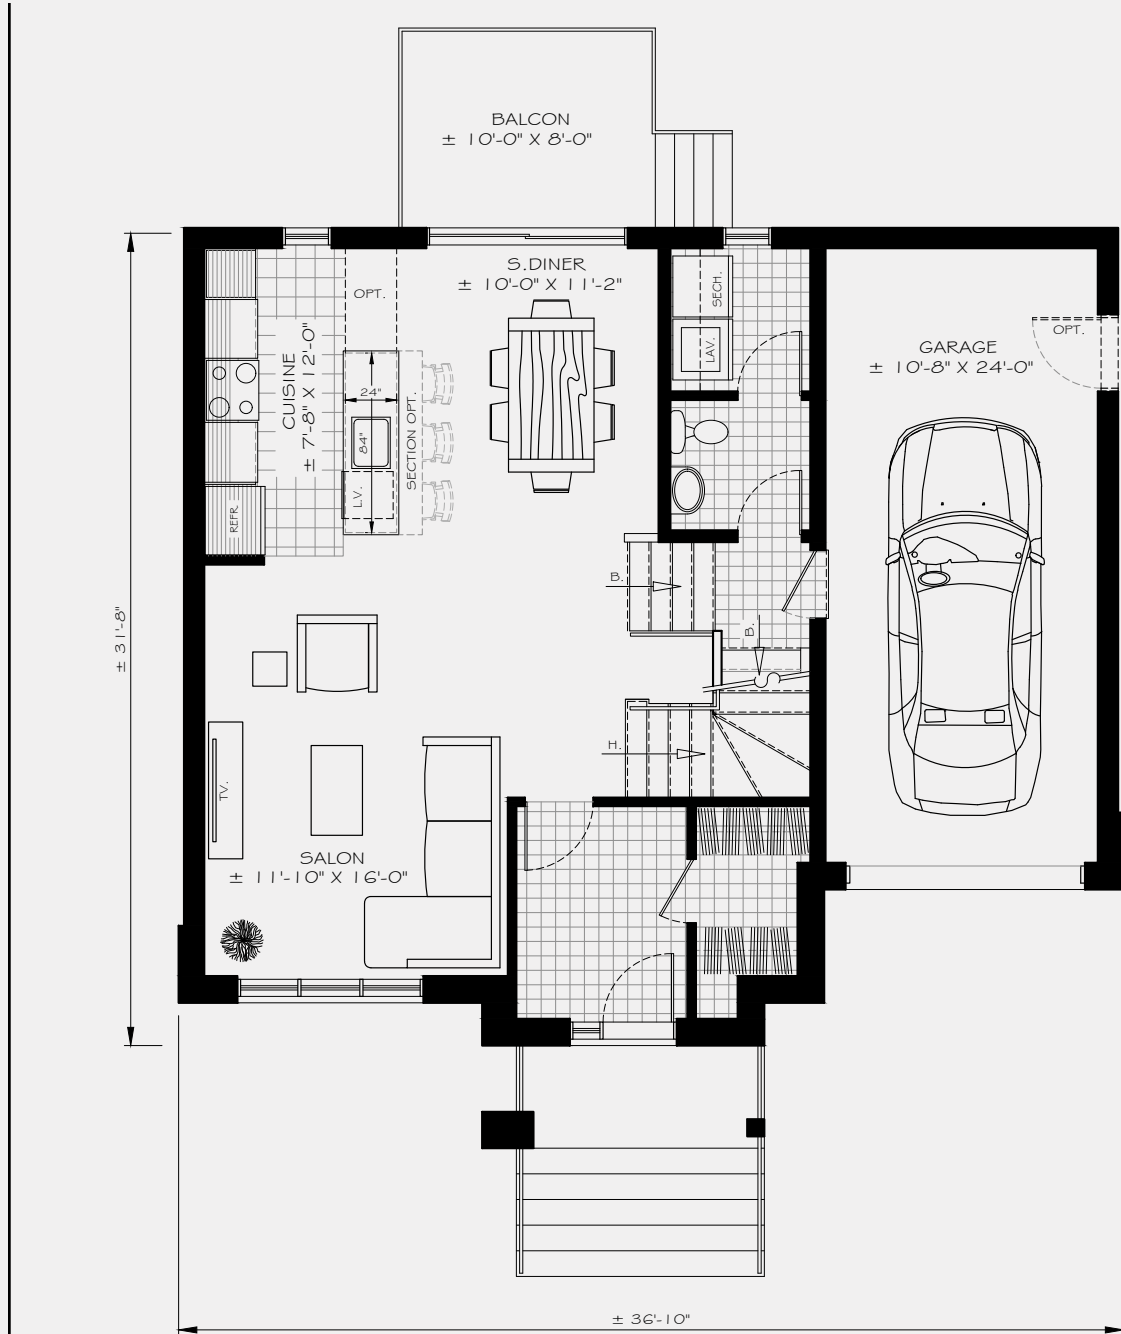 BALCON
± 10'-0" X 8'-0"
S.DINER
± 10'-0" X 11'-2"
OPT.
SECH.
LAV.
OPT.
GARAGE
± 10'-8" X 24'-0"
CUISINE
± 7'-8" X 12'-0"
24"
84"
SECTION OPT.
LV.
REFR.
B.
B.
± 31'-8"
H.
TV.
SALON
± 11'-10" X 16'-0"
± 36'-10"